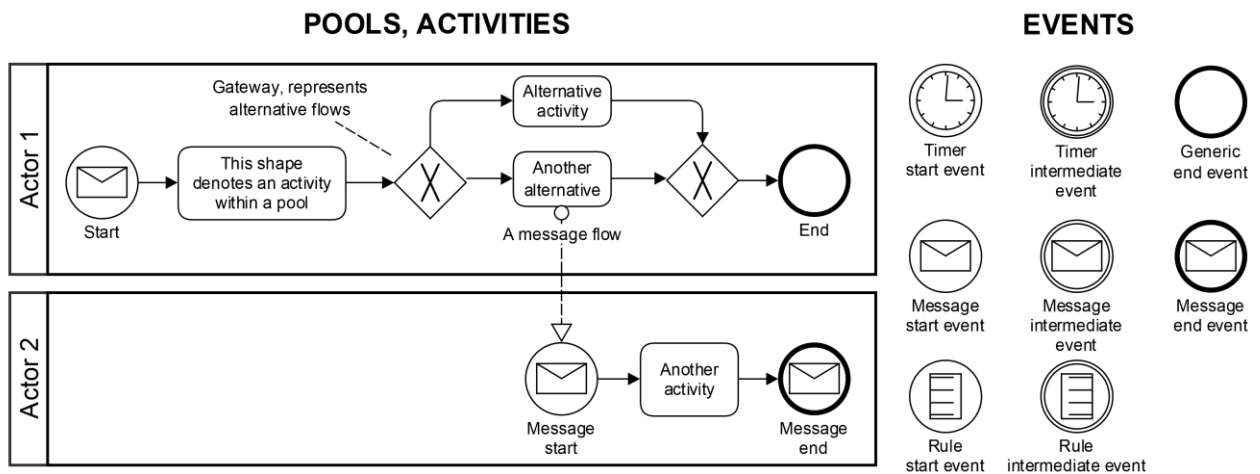 POOLS, ACTIVITIES
Actor 1
Gateway, represents
alternative flows
Alternative
activity
Start
This shape
denotes an activity
within a pool
X
Another
alternative
X
End
A message flow
Actor 2
Message
start
Another
activity
Message
end
EVENTS
Timer
start event
Timer
intermediate
event
Generic
end event
Message
start event
Message
intermediate
event
Message
end event
Rule
start event
Rule
intermediate event